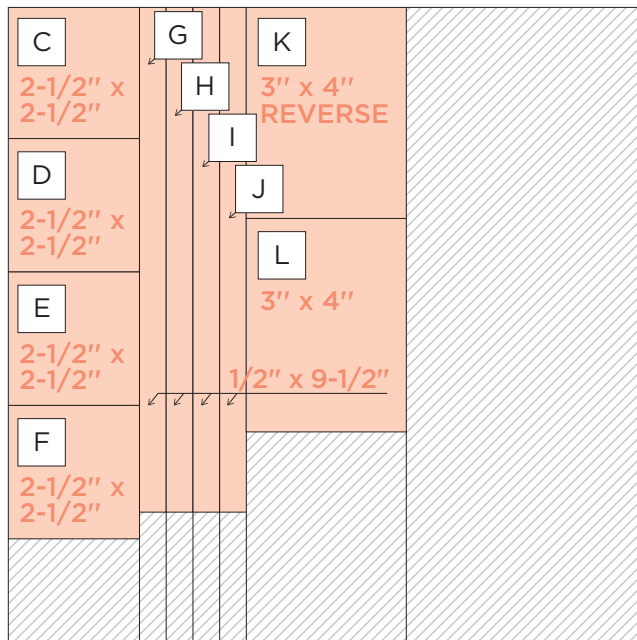 C
2-1/2" x
2-1/2"
D
2-1/2" x
2-1/2"
E
2-1/2" x
2-1/2"
F
2-1/2" x
2-1/2"
G
H
I
J
1/2" x 9-1/2"
K
3" x 4"
REVERSE
L
3" x 4"